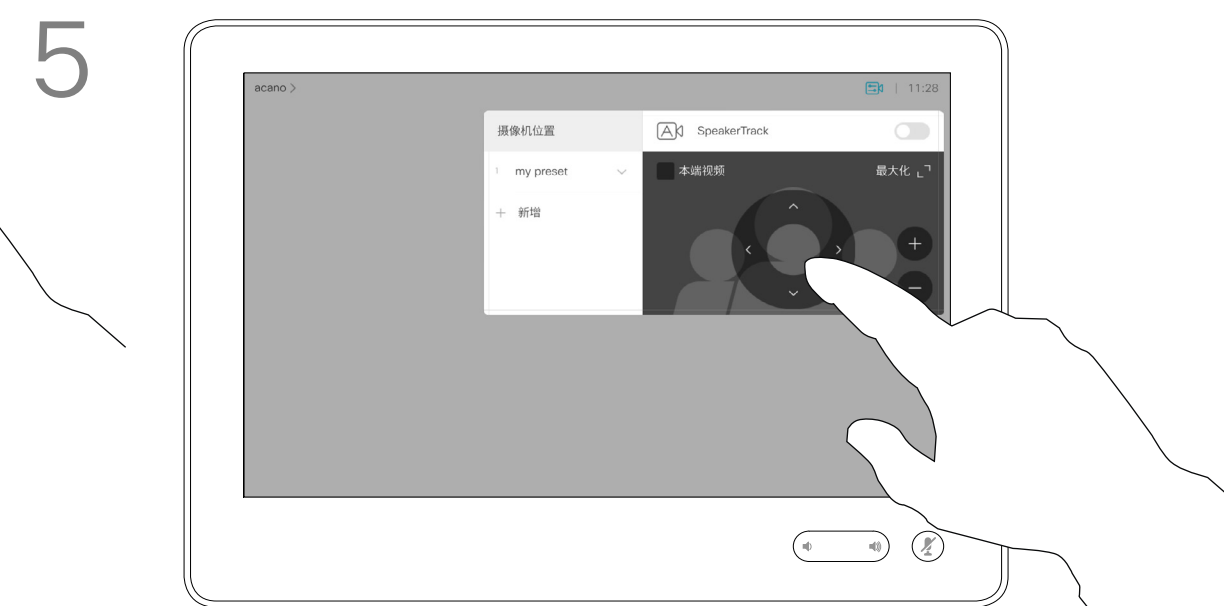 5
acano >
11:28
摄像机位置
SpeakerTrack
1 my preset
本端视频
最大化
+ 新增